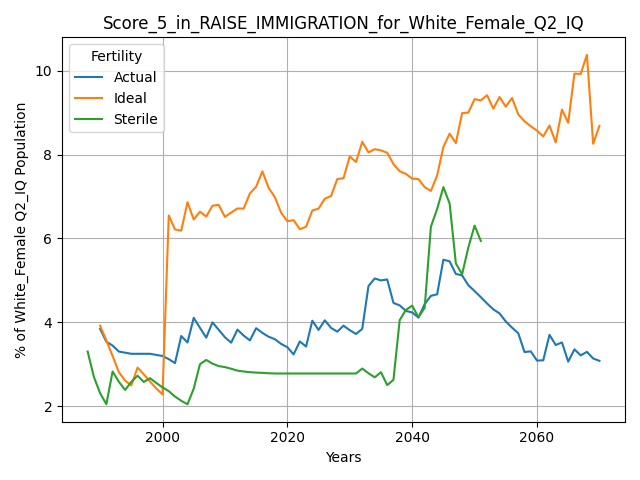 Score_5_in_RAISE_IMMIGRATION_for_White_Female_Q2_IQ
Fertility
Actual
Ideal
Sterile
% of White_Female Q2_IQ Population
10
8
6
4
2
2000
2020
2040
2060
Years